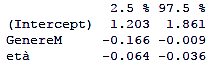 2.5 % 97.5 %
(Intercept) 1.203 1.861
GenereM -0.166 -0.009
età -0.064 -0.036